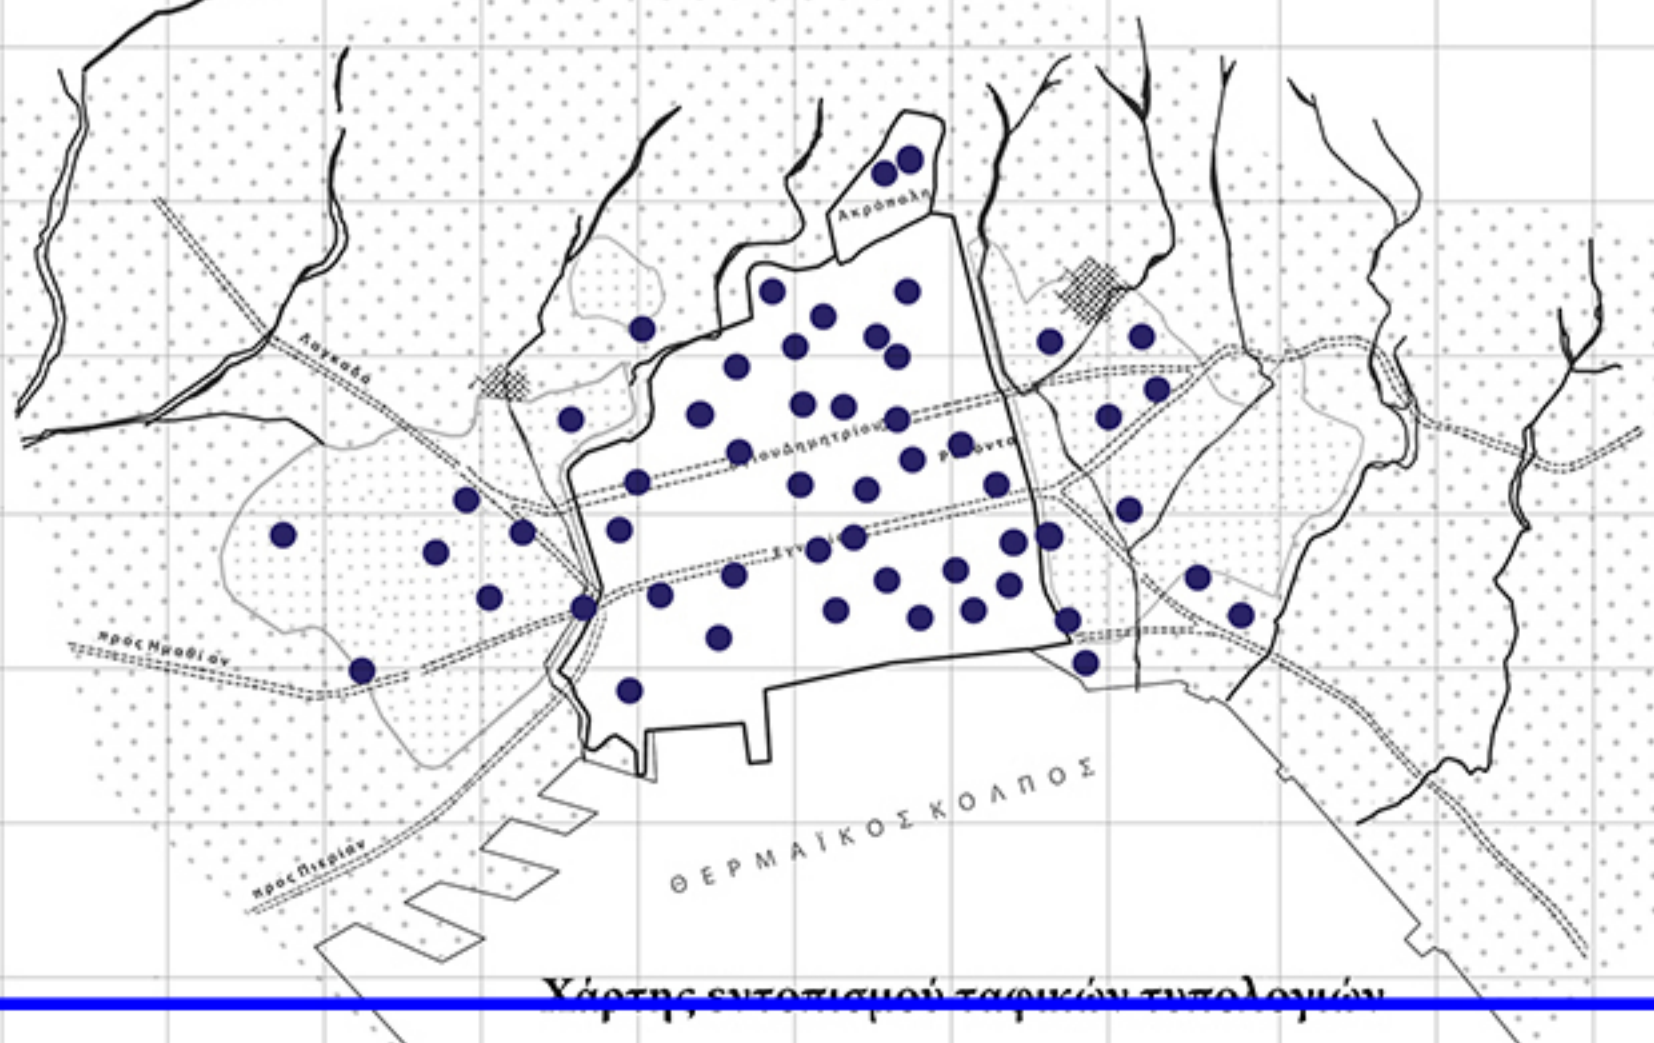 Ακρόπολη
Λαγκαδά
προς Ημαθίαν
προς Πιερίαν
ΘΕΡΜΑΪΚΟΣ ΚΟΛΠΟΣ
Χάρτης εντοπισμού ταφικών τυπολογιών